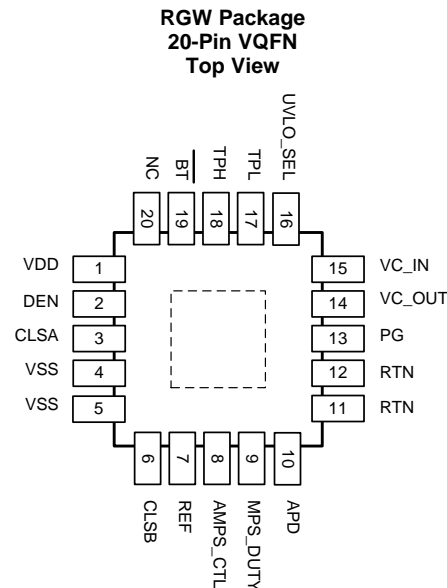 RGW Package
20-Pin VQFN
Top View
NC
BT
TPH
TPL
UVLO_SEL
20
19
18
17
16
VDD
1
15
VC_IN
DEN
2
14
VC_OUT
CLSA
3
13
PG
VSS
4
12
RTN
VSS
5
11
RTN
6
7
8
9
10
CLSB
REF
AMPS_CTL
MPS_DUTY
APD